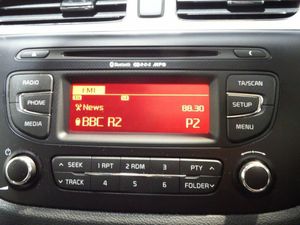 Bluetooth MP3
RADIO
PHONE
MEDIA
FM1
News 88.30
BBC R2 P2
TA/SCAN
SETUP
MENU
SEEK 1 RPT 2 RDM 3 PTY
TRACK 4 5 6 FOLDER